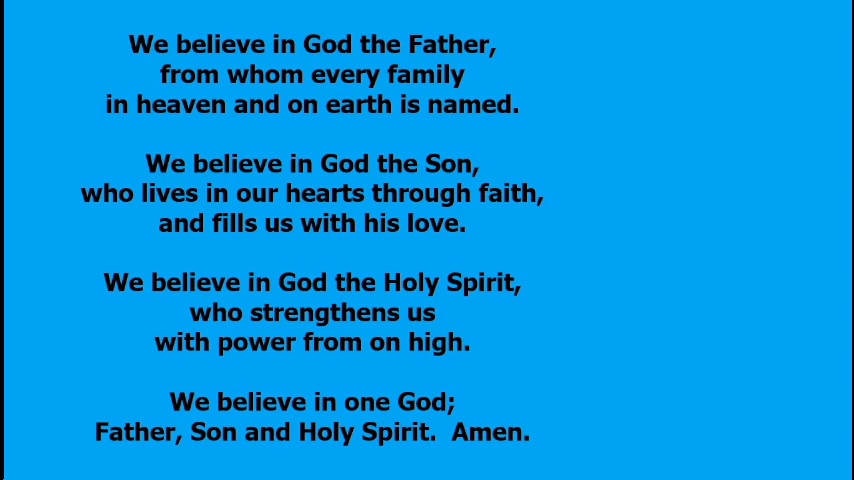 We believe in God the Father,
from whom every family
in heaven and on earth is named.
We believe in God the Son,
who lives in our hearts through faith,
and fills us with his love.
We believe in God the Holy Spirit,
who strengthens us
with power from on high.
We believe in one God;
Father, Son and Holy Spirit.  Amen.